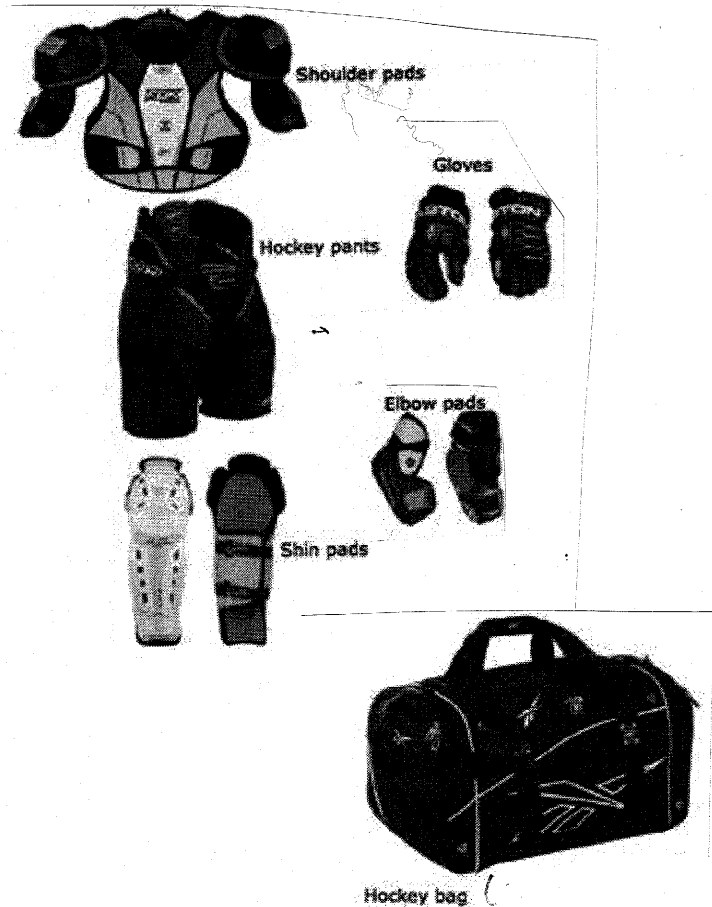 Shoulder pads
Gloves
Hockey pants
Elbow pads
Shin pads
Hockey bag